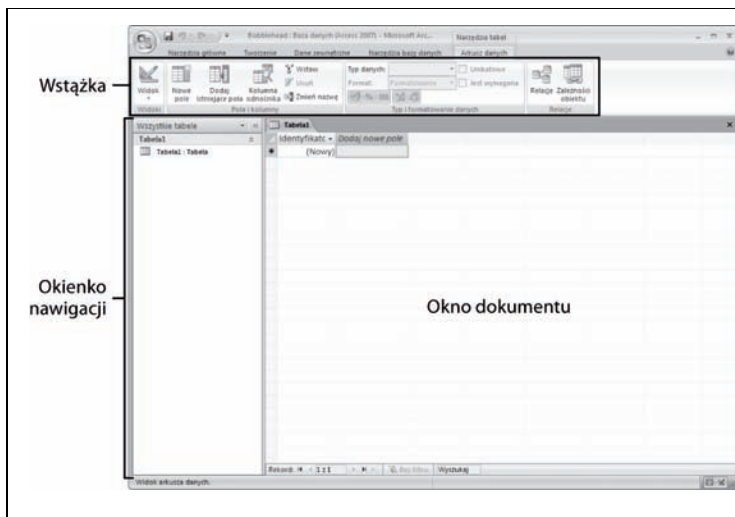 Bobblehead : Baza danych (Access 2007) - Microsoft Acc...
Narzędzia tabel
Narzędzia główne Tworzenie Dane zewnętrzne Narzędzia bazy danych Arkusz danych
Wstążka
Widok
Nowe pole
Dodaj istniejące pola
Kolumna odnośnika
Wstaw
Usuń
Zmień nazwę
Typ danych:
Format: Formatowanie
Unikatowe
Jest wymagane
Relacje
Zależności obiektu
Widoki Pola i kolumny Typ i formatowanie danych Relacje
Wszystkie tabele
Tabela1
Tabela1 : Tabela
Tabela1
Identyfikatc Dodaj nowe pole
(Nowy)
Okienko
nawigacji
Okno dokumentu
Rekord: 1 z 1 Bez filtru Wyszukaj
Widok arkusza danych.